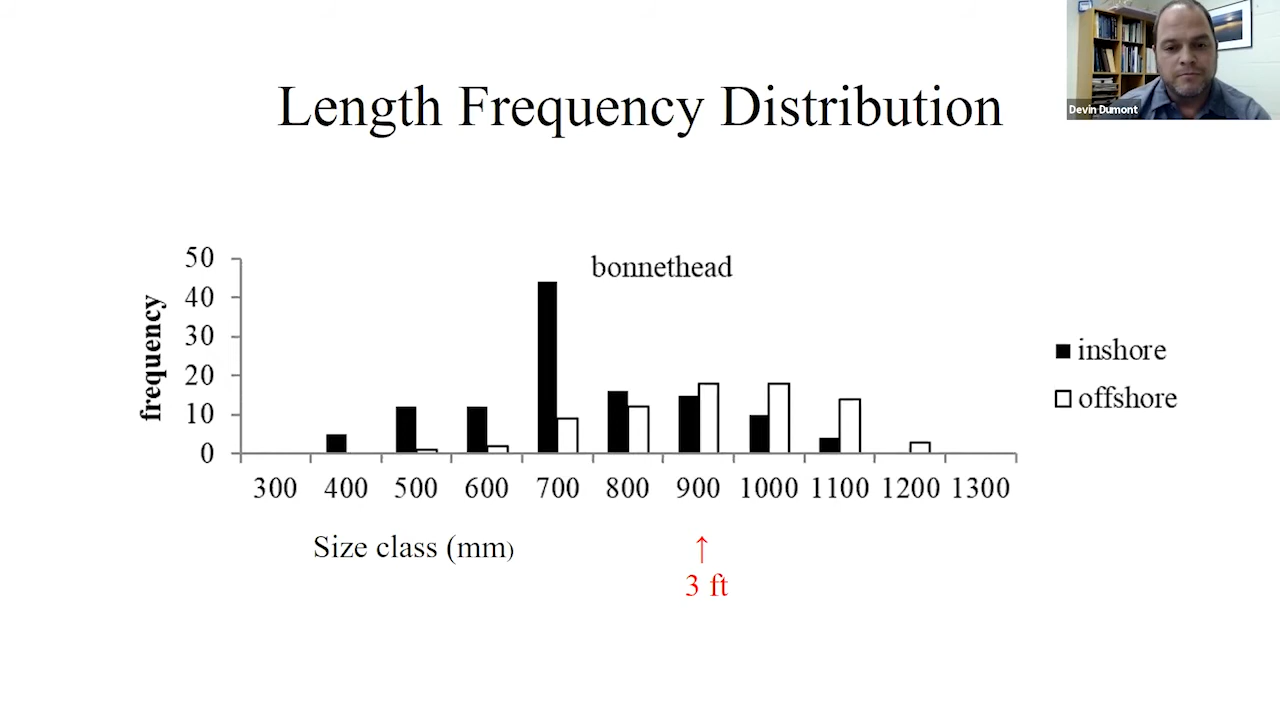 Devin Dumont
Length Frequency Distribution
bonnethead
frequency
50
40
30
20
10
0
300 400 500 600 700 800 900 1000 1100 1200 1300
inshore
offshore
Size class (mm)
↑
3 ft